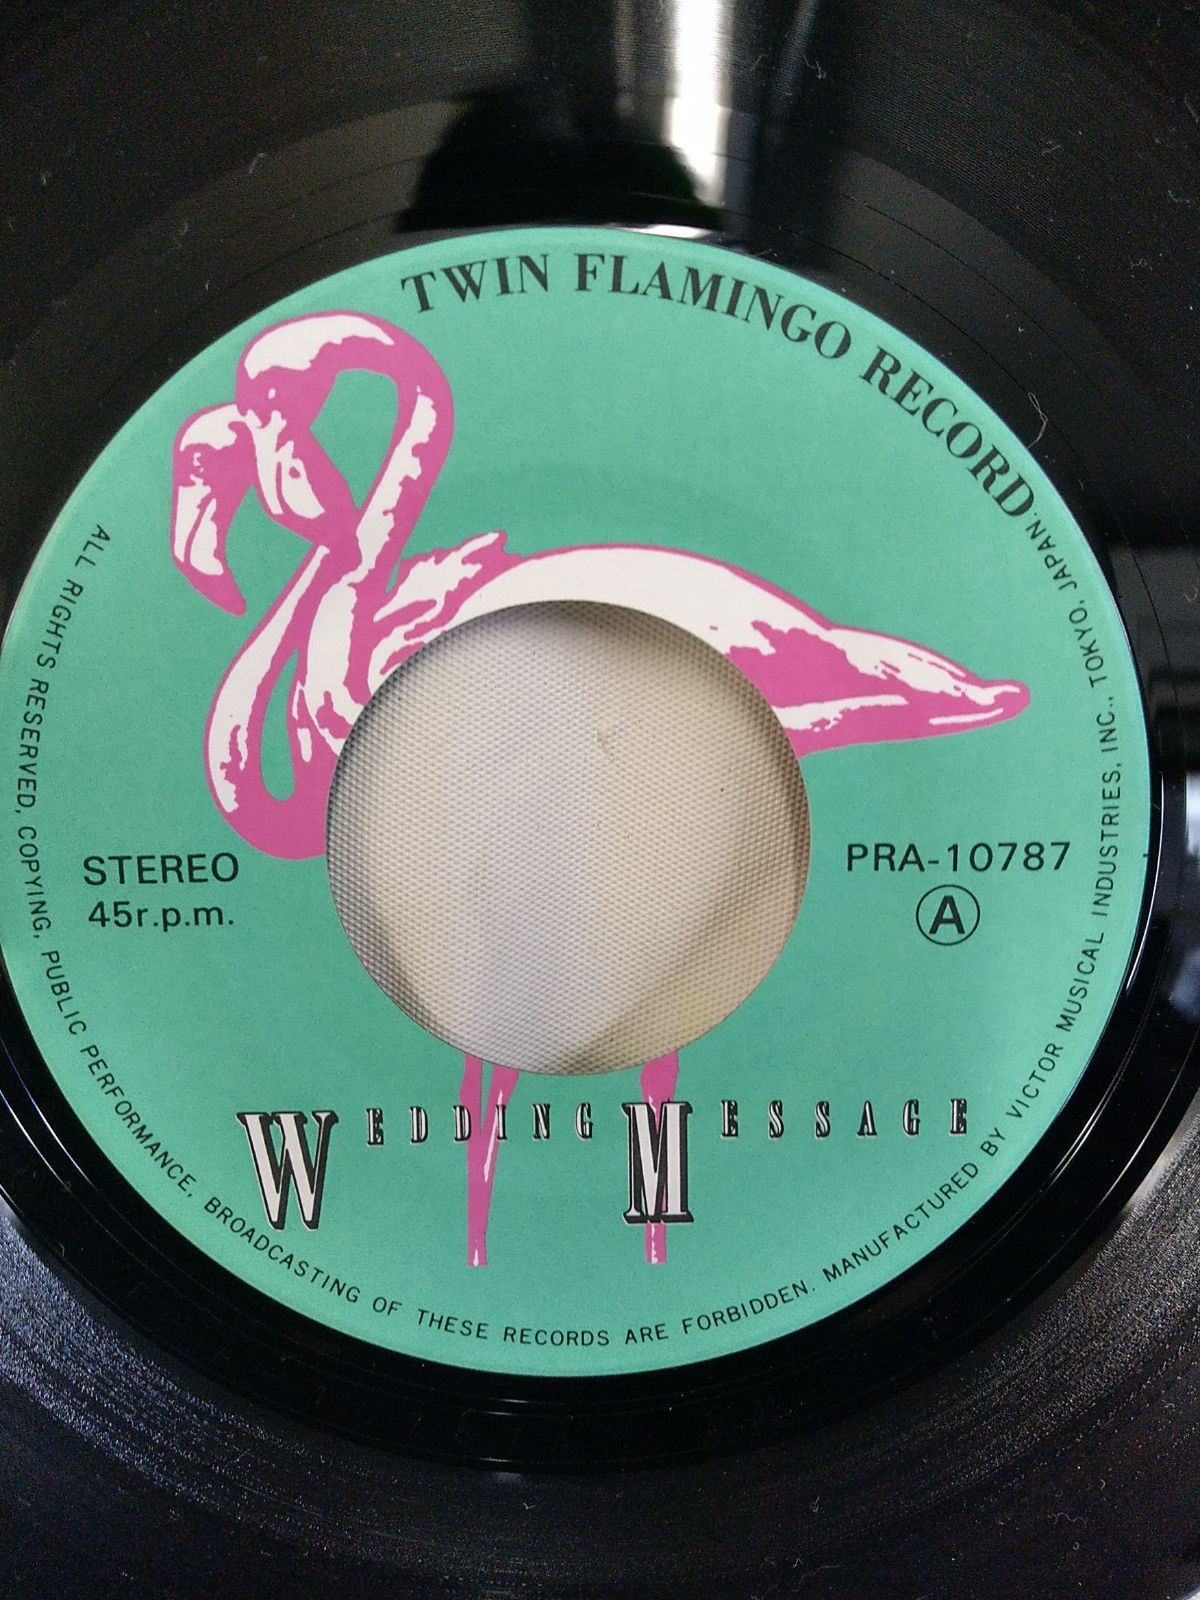 TWIN FLAMINGO RECORD
STEREO
45r.p.m.
PRA-10787
A
WEDDING MESSAGE
ALL RIGHTS RESERVED, COPYING, PUBLIC PERFORMANCE, BROADCASTING OF THESE RECORDS ARE FORBIDDEN. MANUFACTURED BY VICTOR MUSICAL INDUSTRIES, INC., TOKYO, JAPAN.